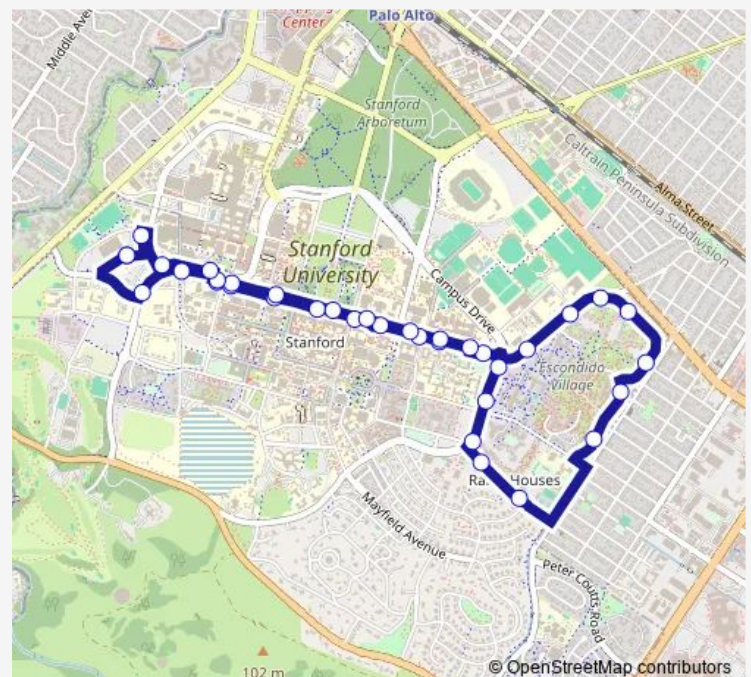 Palo Alto
Center
Middle Aven
Stanford
Arboretum
Caltrain Peninsula Subdivision
Alma Street
Stanford
University
Campus Drive
Stanford
Escondido
Village
Houses
Mayfield Avenue
Peter Coutts Road
102 m
© OpenStreetMap contributors